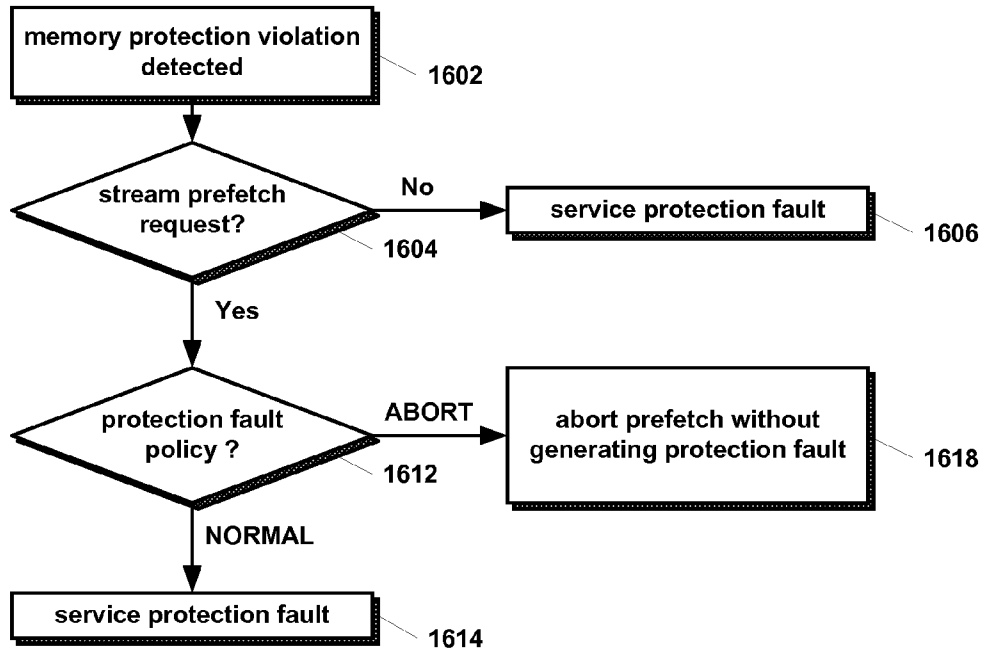 memory protection violation
detected
1602
stream prefetch
request?
No
1604
service protection fault
1606
Yes
protection fault
policy ?
ABORT
1612
abort prefetch without
generating protection fault
1618
NORMAL
service protection fault
1614